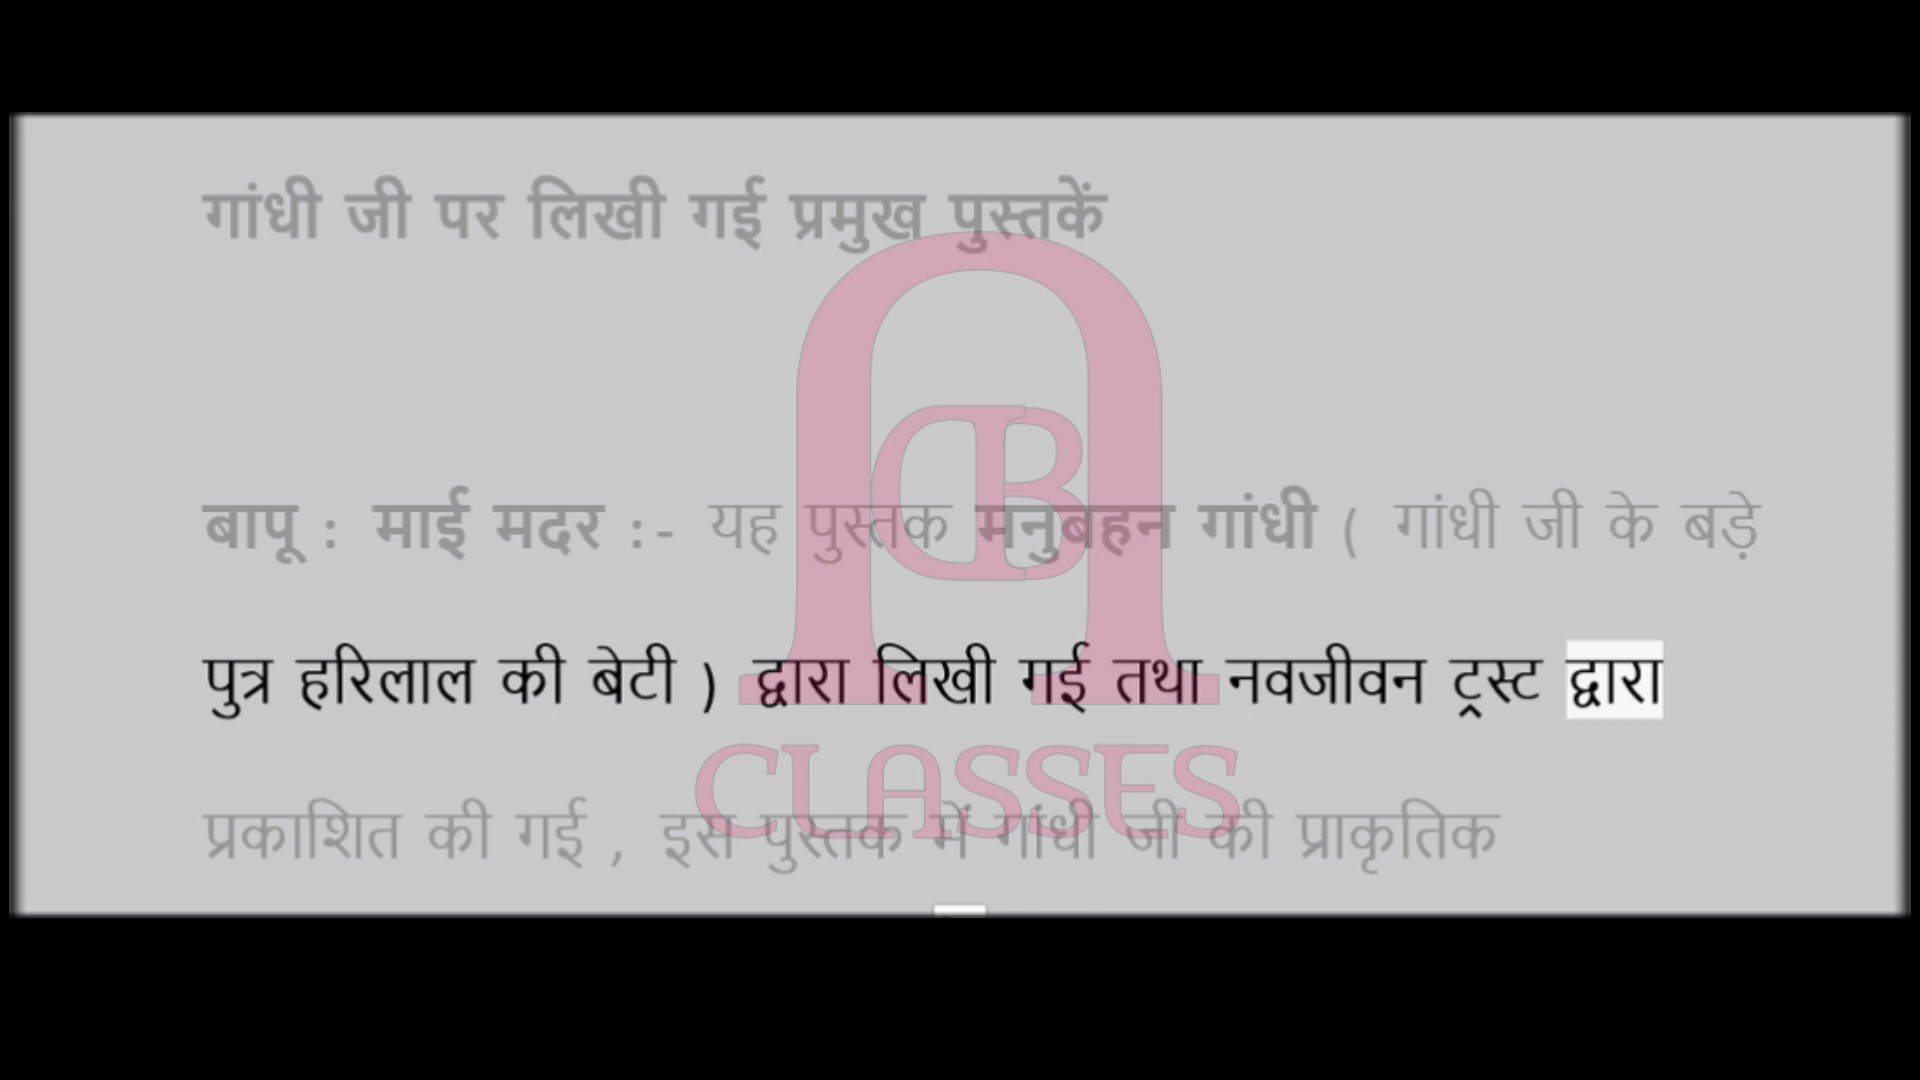 गांधी जी पर लिखी गई प्रमुख पुस्तकें
बापू : माई मदर :- यह पुस्तक मनुबहन गांधी ( गांधी जी के बड़े
पुत्र हरिलाल की बेटी ) द्वारा लिखी गई तथा नवजीवन ट्रस्ट द्वारा
प्रकाशित की गई , इस पुस्तक में गांधी जी की प्राकृतिक
CLASSES